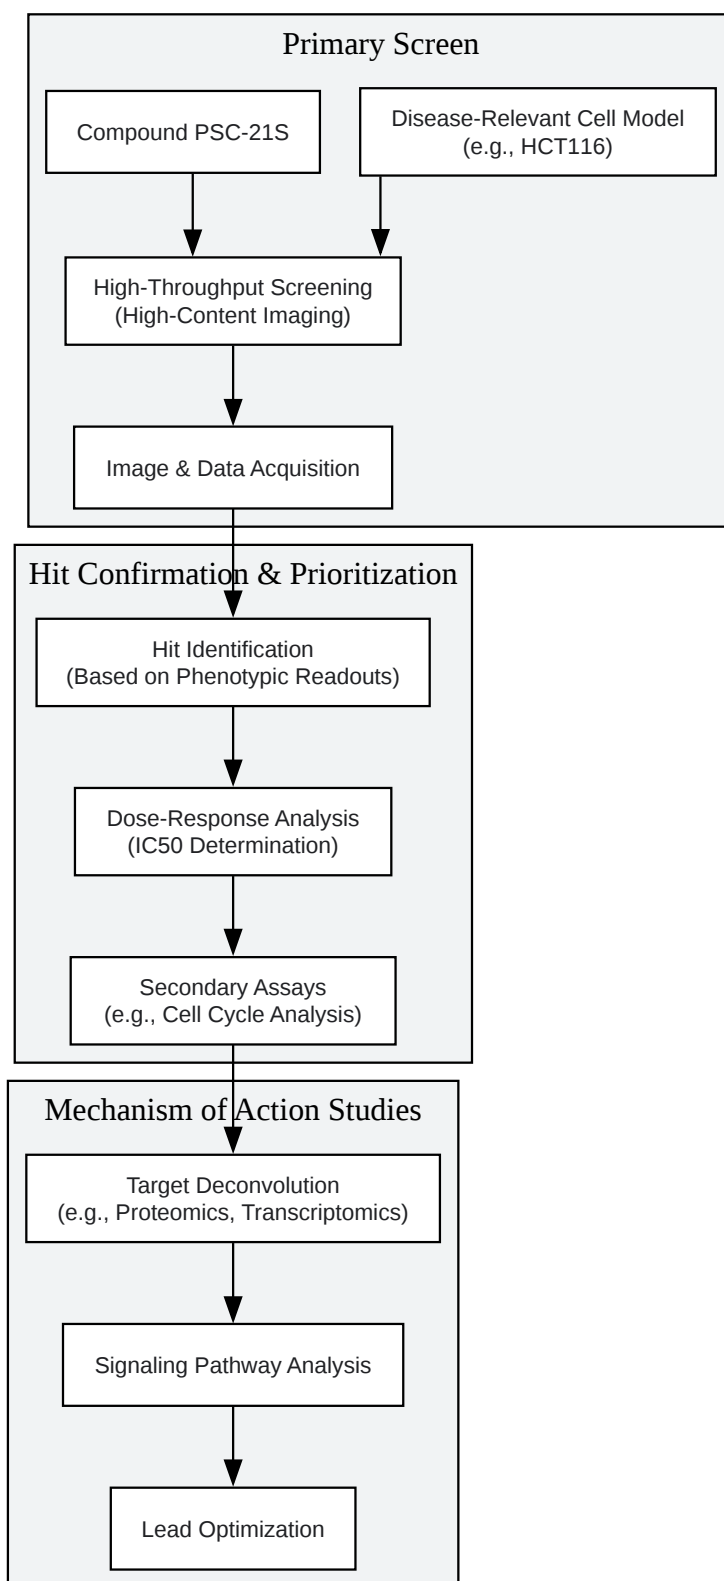 Primary Screen
Compound PSC-21S
Disease-Relevant Cell Model
(e.g., HCT116)
High-Throughput Screening
(High-Content Imaging)
Image & Data Acquisition
Hit Confirmation & Prioritization
Hit Identification
(Based on Phenotypic Readouts)
Dose-Response Analysis
(IC50 Determination)
Secondary Assays
(e.g., Cell Cycle Analysis)
Mechanism of Action Studies
Target Deconvolution
(e.g., Proteomics, Transcriptomics)
Signaling Pathway Analysis
Lead Optimization